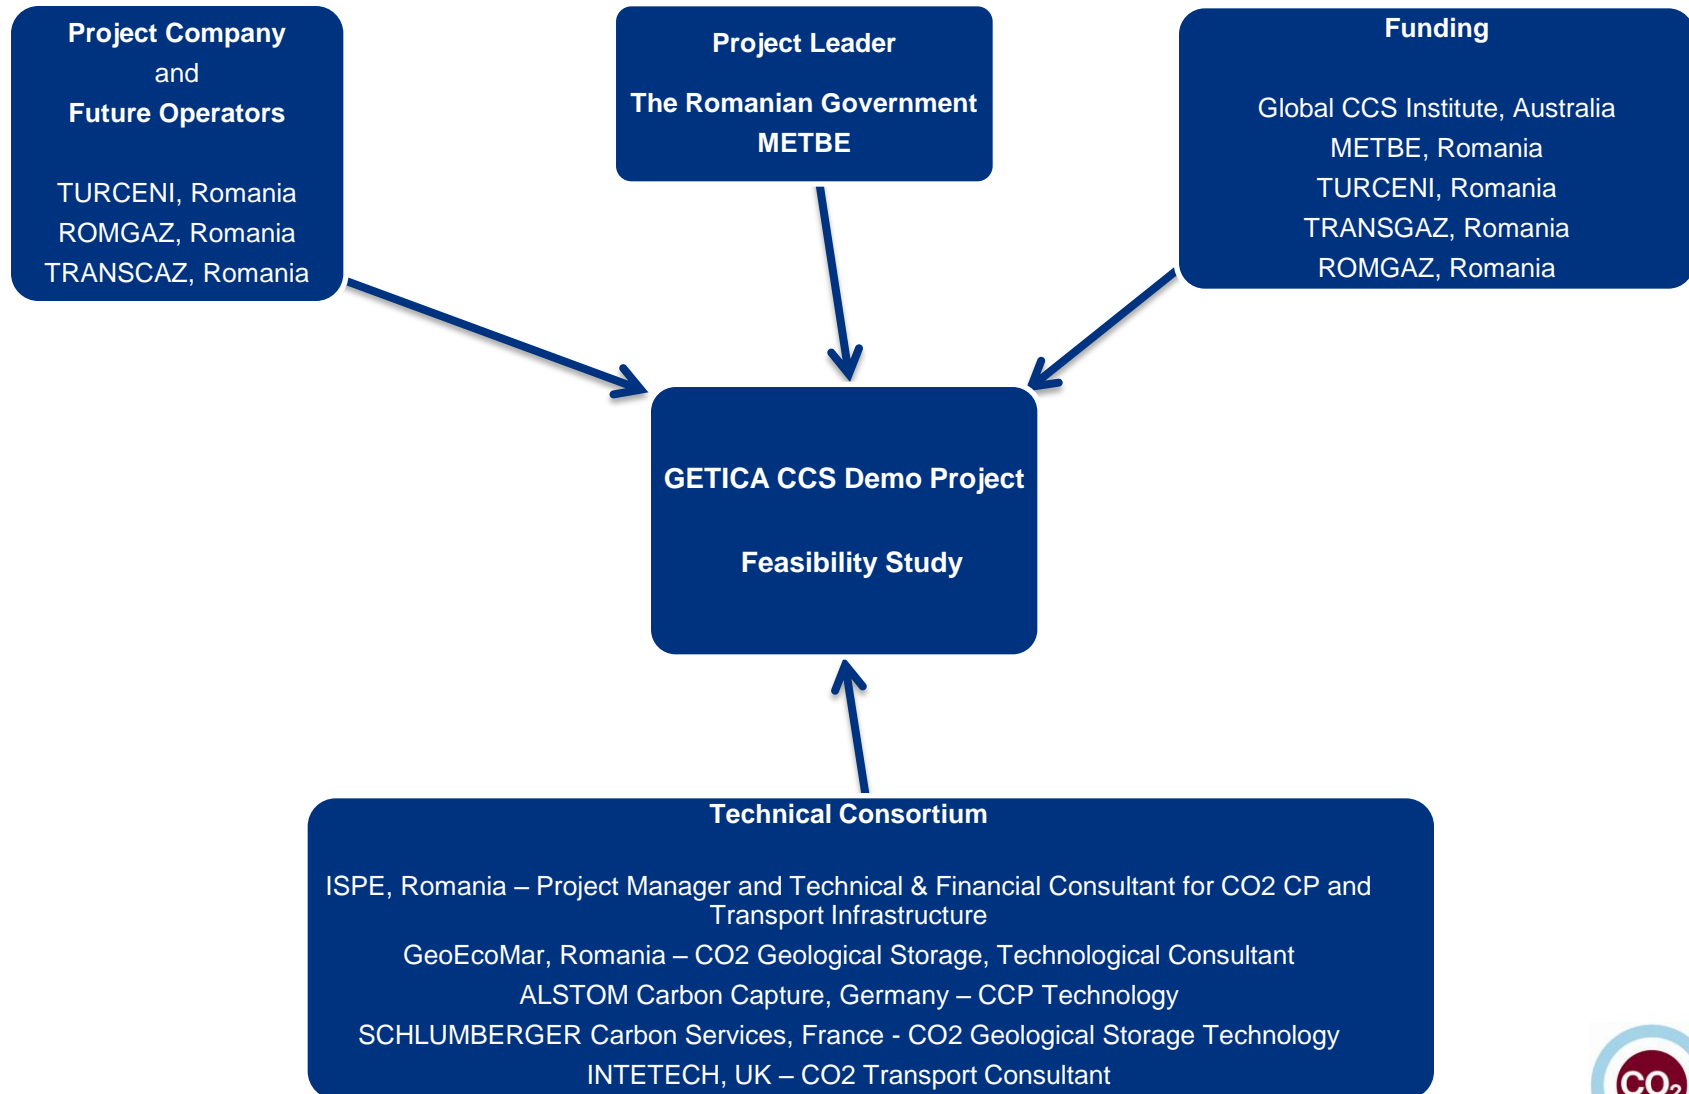 Project Company
and
Future Operators
TURCENI, Romania
ROMGAZ, Romania
TRANSCAZ, Romania
Project Leader
The Romanian Government
METBE
Funding
Global CCS Institute, Australia
METBE, Romania
TURCENI, Romania
TRANSGAZ, Romania
ROMGAZ, Romania
GETICA CCS Demo Project
Feasibility Study
Technical Consortium
ISPE, Romania – Project Manager and Technical & Financial Consultant for CO2 CP and
Transport Infrastructure
GeoEcoMar, Romania – CO2 Geological Storage, Technological Consultant
ALSTOM Carbon Capture, Germany – CCP Technology
SCHLUMBERGER Carbon Services, France - CO2 Geological Storage Technology
INTETECH, UK – CO2 Transport Consultant
CO₂